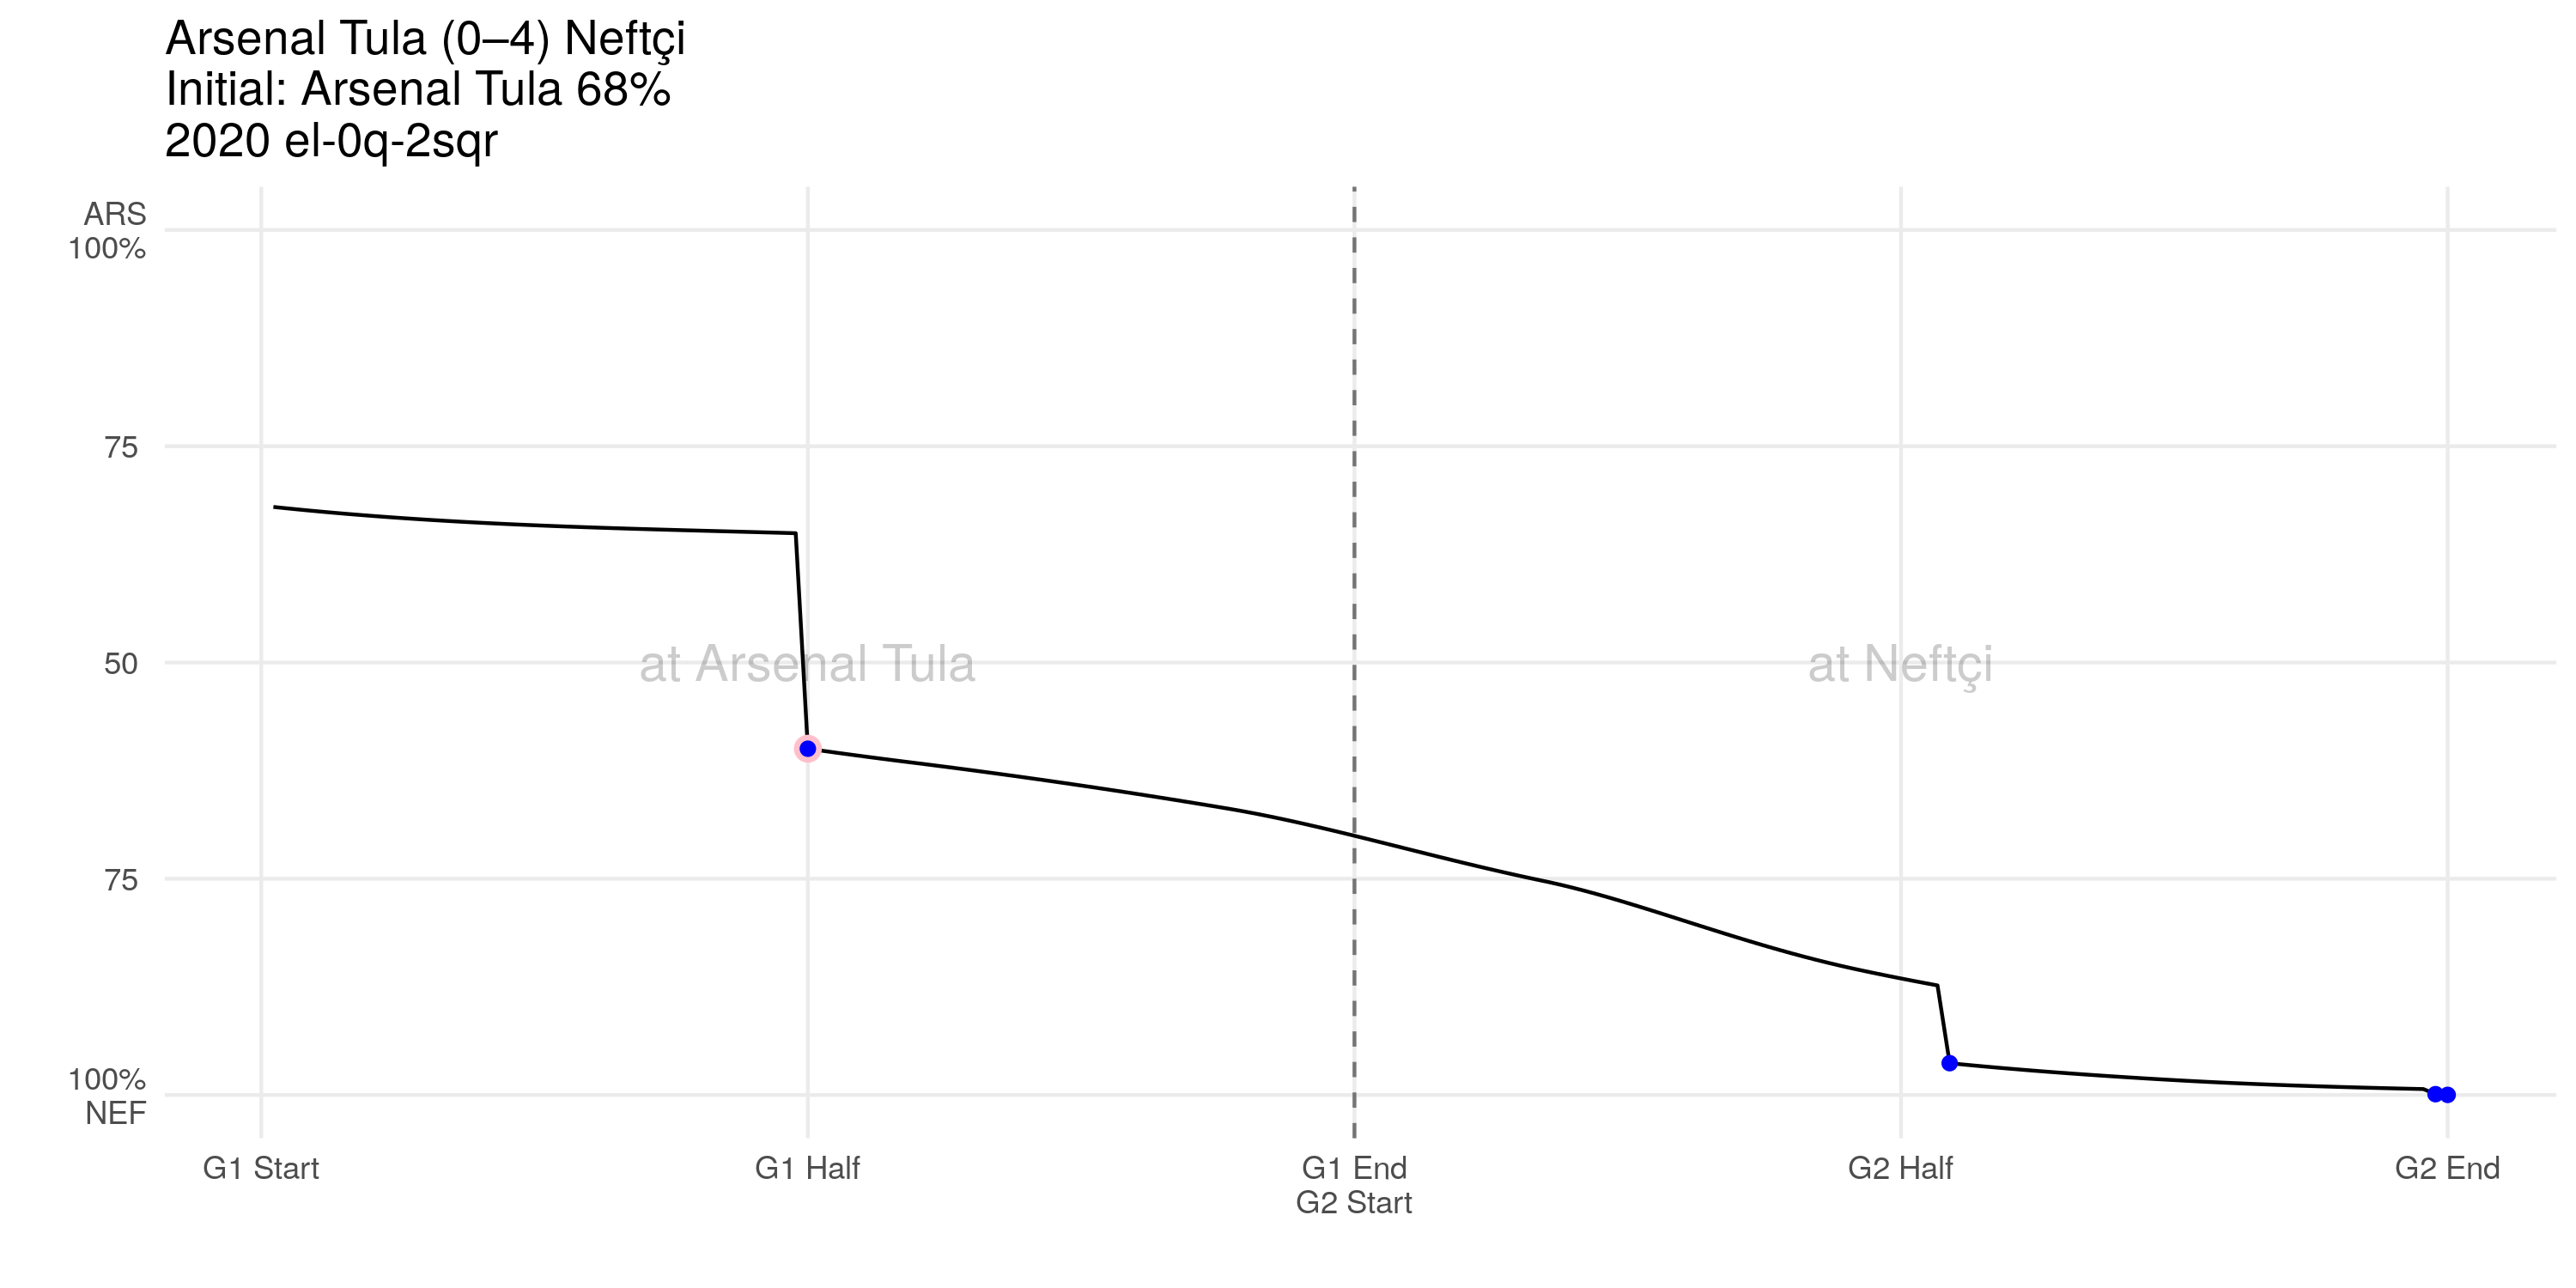 Arsenal Tula (0–4) Neftçi
Initial: Arsenal Tula 68%
2020 el-0q-2sqr
ARS
100%
75
50
75
100%
NEF
at Arsenal Tula
at Neftçi
G1 Start
G1 Half
G1 End
G2 Start
G2 Half
G2 End